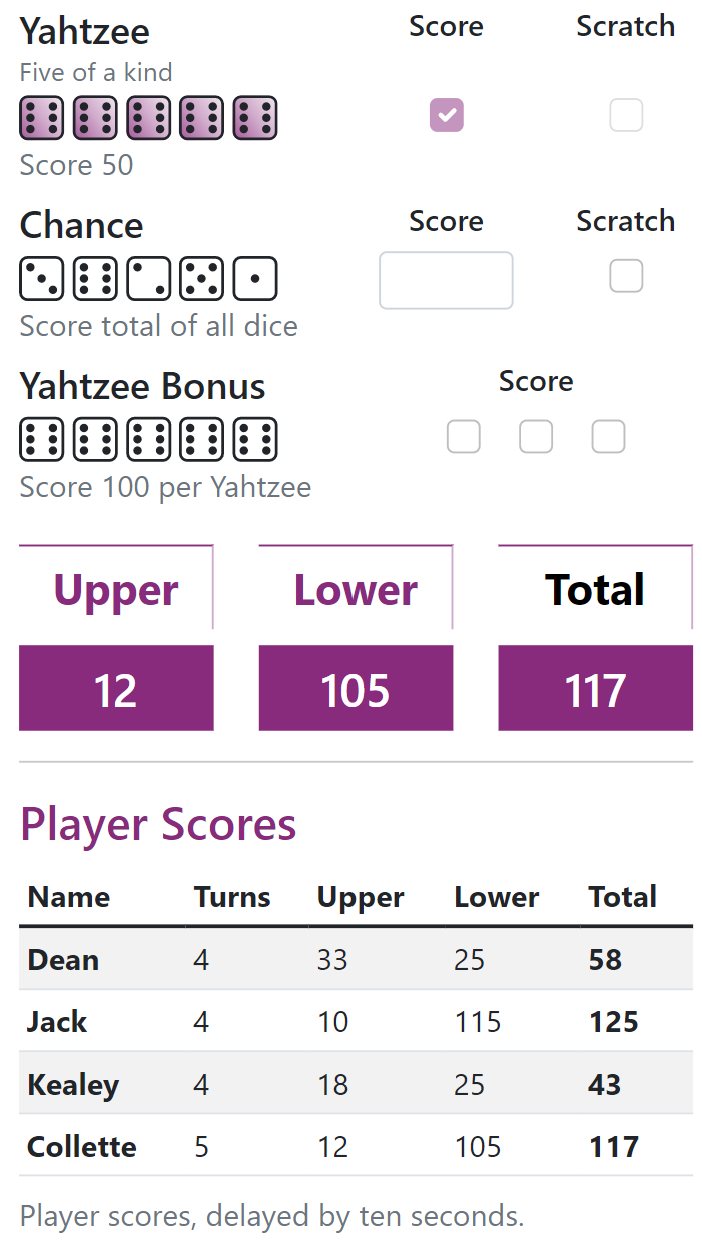 Yahtzee Score Scratch
Five of a kind
Score 50
Chance Score Scratch
Score total of all dice
Yahtzee Bonus Score
Score 100 per Yahtzee
Upper Lower Total
12 105 117
Player Scores
Name Turns Upper Lower Total
Dean 4 33 25 58
Jack 4 10 115 125
Kealey 4 18 25 43
Collette 5 12 105 117
Player scores, delayed by ten seconds.